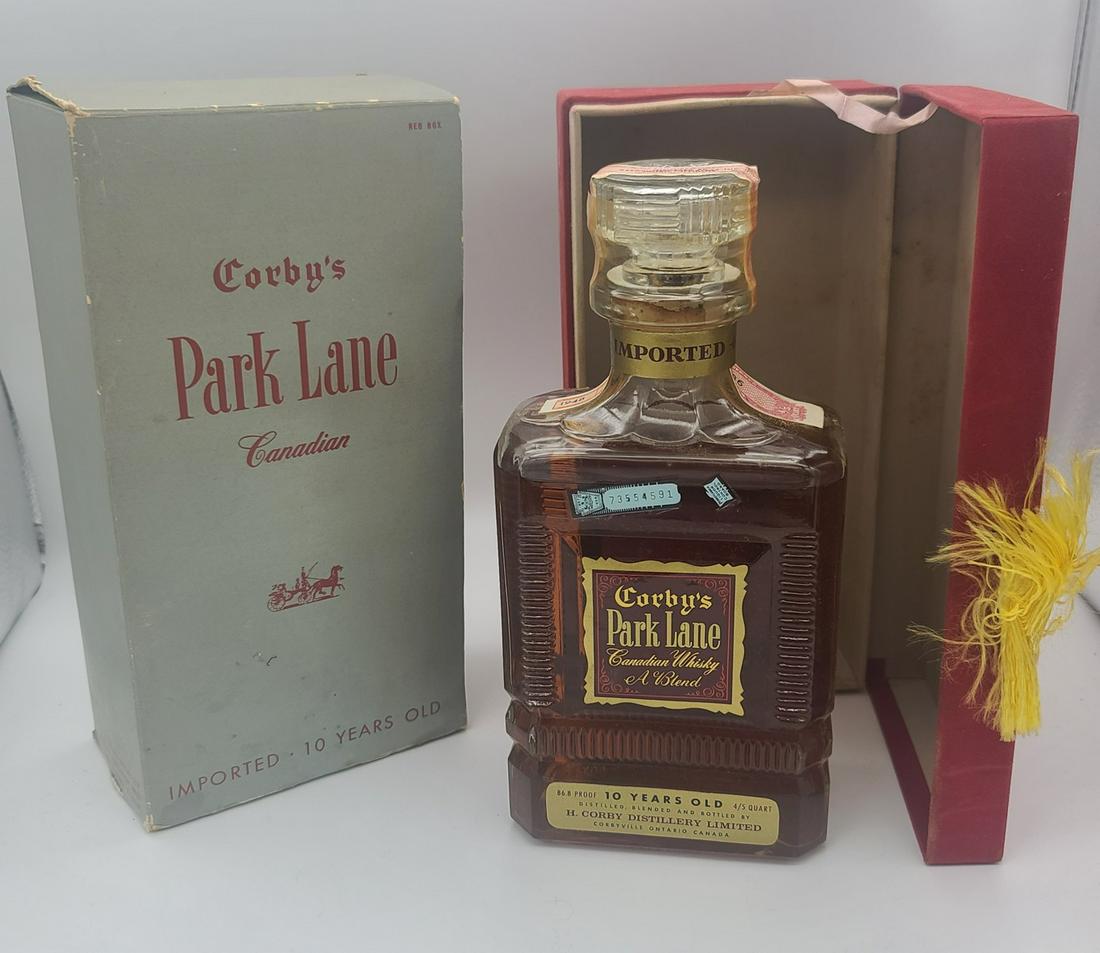 RED BOX
Corby's
Park Lane
Canadian
IMPORTED · 10 YEARS OLD
IMPORTED
1946
73554591
Corby's
Park Lane
Canadian Whisky
A Blend
86.8 PROOF 10 YEARS OLD 4/5 QUART
DISTILLED, BLENDED AND BOTTLED BY
H. CORBY DISTILLERY LIMITED
CORBYVILLE ONTARIO CANADA